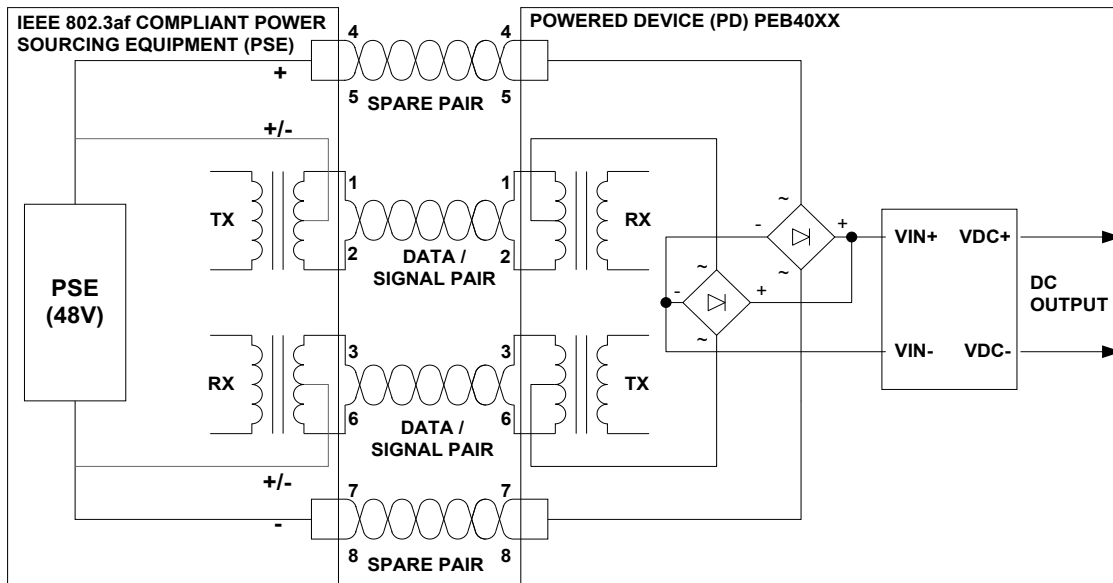 IEEE 802.3af COMPLIANT POWER
SOURCING EQUIPMENT (PSE)
POWERED DEVICE (PD) PEB40XX
4
4
+
5
5
SPARE PAIR
+/-
1
1
TX
RX
2
2
DATA /
SIGNAL PAIR
~
-
+
~
~
-
+
~
VIN+
VDC+
DC
OUTPUT
VIN-
VDC-
PSE
(48V)
3
3
RX
TX
6
6
DATA /
SIGNAL PAIR
+/-
7
7
-
8
8
SPARE PAIR